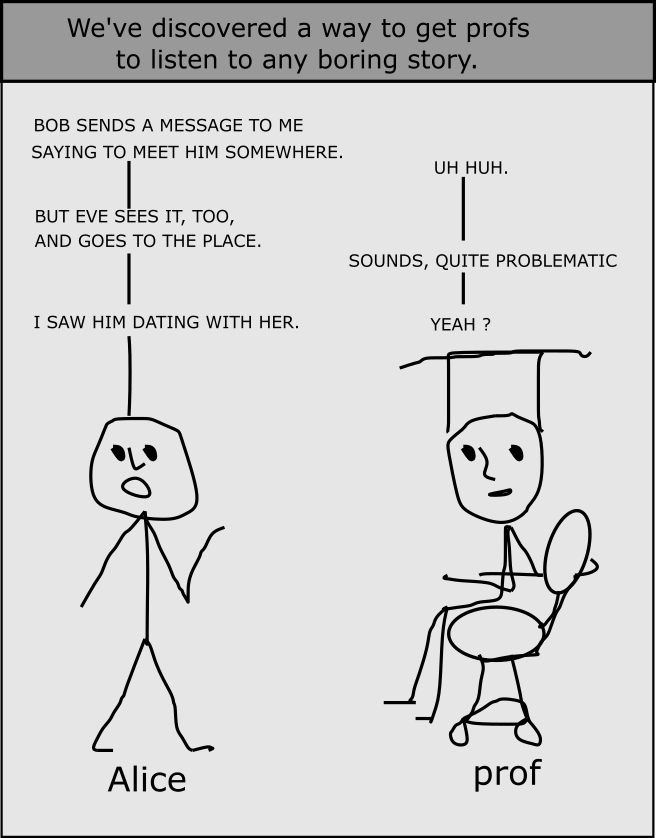 We've discovered a way to get profs
to listen to any boring story.
BOB SENDS A MESSAGE TO ME
SAYING TO MEET HIM SOMEWHERE.
UH HUH.
BUT EVE SEES IT, TOO,
AND GOES TO THE PLACE.
SOUNDS, QUITE PROBLEMATIC
I SAW HIM DATING WITH HER.
YEAH ?
Alice
prof